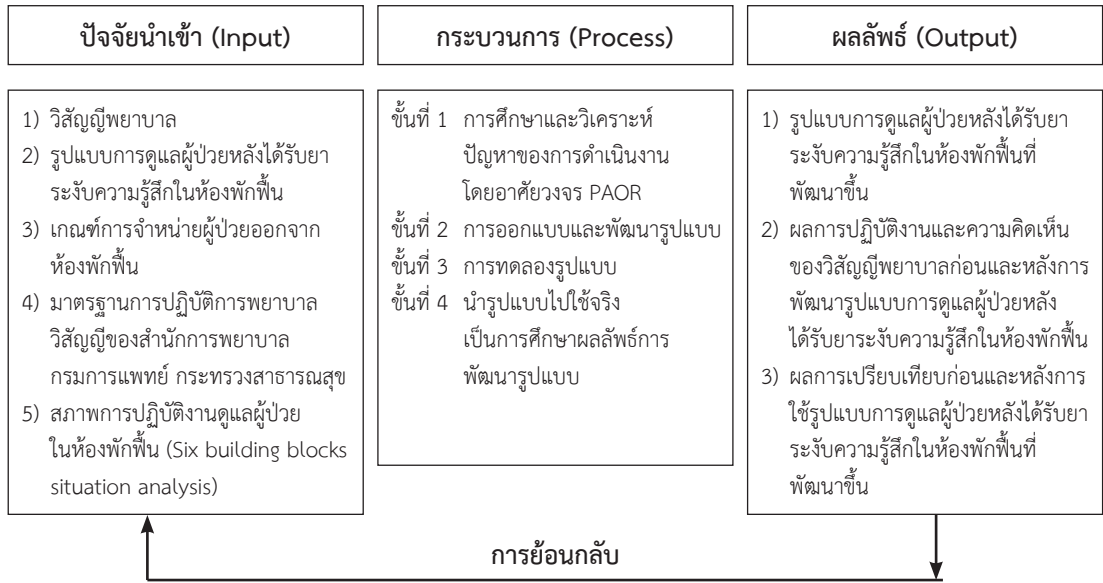 ปัจจัยนำเข้า (Input)
กระบวนการ (Process)
ผลลัพธ์ (Output)
1) วิสัญญีพยาบาล
2) รูปแบบการดูแลผู้ป่วยหลังได้รับยา
ระงับความรู้สึกในห้องพักฟื้น
3) เกณฑ์การจำหน่ายผู้ป่วยออกจาก
ห้องพักฟื้น
4) มาตรฐานการปฏิบัติการพยาบาล
วิสัญญีของสำนักการพยาบาล
กรมการแพทย์ กระทรวงสาธารณสุข
5) สภาพการปฏิบัติงานดูแลผู้ป่วย
ในห้องพักฟื้น (Six building blocks
situation analysis)
ขั้นที่ 1 การศึกษาและวิเคราะห์
ปัญหาของการดำเนินงาน
โดยอาศัยวงจร PAOR
ขั้นที่ 2 การออกแบบและพัฒนารูปแบบ
ขั้นที่ 3 การทดลองรูปแบบ
ขั้นที่ 4 นำรูปแบบไปใช้จริง
เป็นการศึกษาผลลัพธ์การ
พัฒนารูปแบบ
1) รูปแบบการดูแลผู้ป่วยหลังได้รับยา
ระงับความรู้สึกในห้องพักฟื้นที่
พัฒนาขึ้น
2) ผลการปฏิบัติงานและความคิดเห็น
ของวิสัญญีพยาบาลก่อนและหลังการ
พัฒนารูปแบบการดูแลผู้ป่วยหลัง
ได้รับยาระงับความรู้สึกในห้องพักฟื้น
3) ผลการเปรียบเทียบก่อนและหลังการ
ใช้รูปแบบการดูแลผู้ป่วยหลังได้รับยา
ระงับความรู้สึกในห้องพักฟื้นที่
พัฒนาขึ้น
การย้อนกลับ